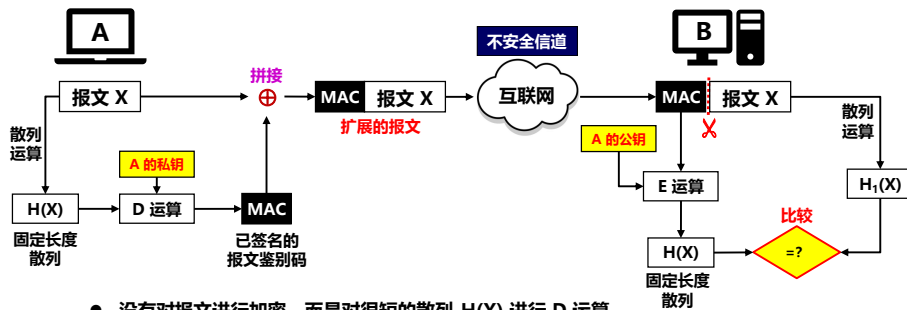 A
B
不安全信道
拼接
报文 X
MAC 报文 X
互联网
MAC 报文 X
扩展的报文
散列
运算
A 的私钥
A 的公钥
散列
运算
H(X)
D 运算
MAC
E 运算
H₁(X)
固定长度
散列
已签名的
报文鉴别码
比较
H(X)
=?
固定长度
散列